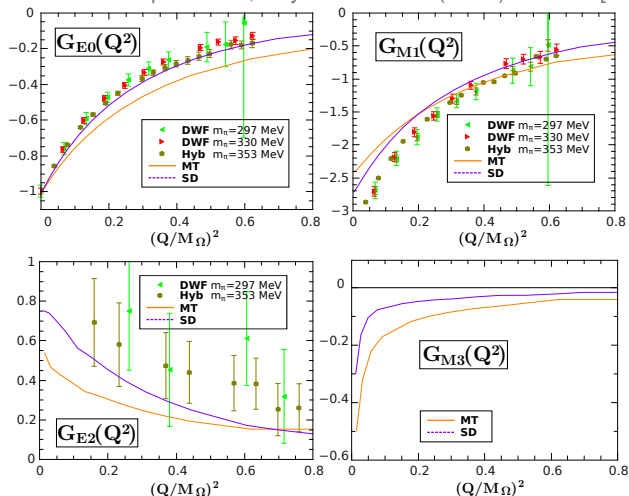 G_E0(Q²)
0
−0.2
−0.4
−0.6
−0.8
−1
DWF m_π=297 MeV
DWF m_π=330 MeV
Hyb m_π=353 MeV
MT
SD
0 0.2 0.4 0.6 0.8
(Q/M_Ω)²
G_M1(Q²)
0
−0.5
−1
−1.5
−2
−2.5
−3
DWF m_π=297 MeV
DWF m_π=330 MeV
Hyb m_π=353 MeV
MT
SD
0 0.2 0.4 0.6 0.8
(Q/M_Ω)²
1
0.8
0.6
0.4
0.2
0
DWF m_π=297 MeV
Hyb m_π=353 MeV
MT
SD
G_E2(Q²)
0 0.2 0.4 0.6 0.8
(Q/M_Ω)²
0
−0.2
−0.4
−0.6
G_M3(Q²)
MT
SD
0 0.2 0.4 0.6 0.8
(Q/M_Ω)²